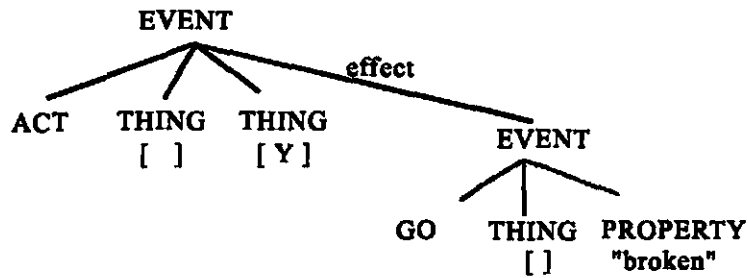 EVENT
effect
ACT THING THING
[ ] [ Y ]
EVENT
GO THING PROPERTY
[ ] "broken"